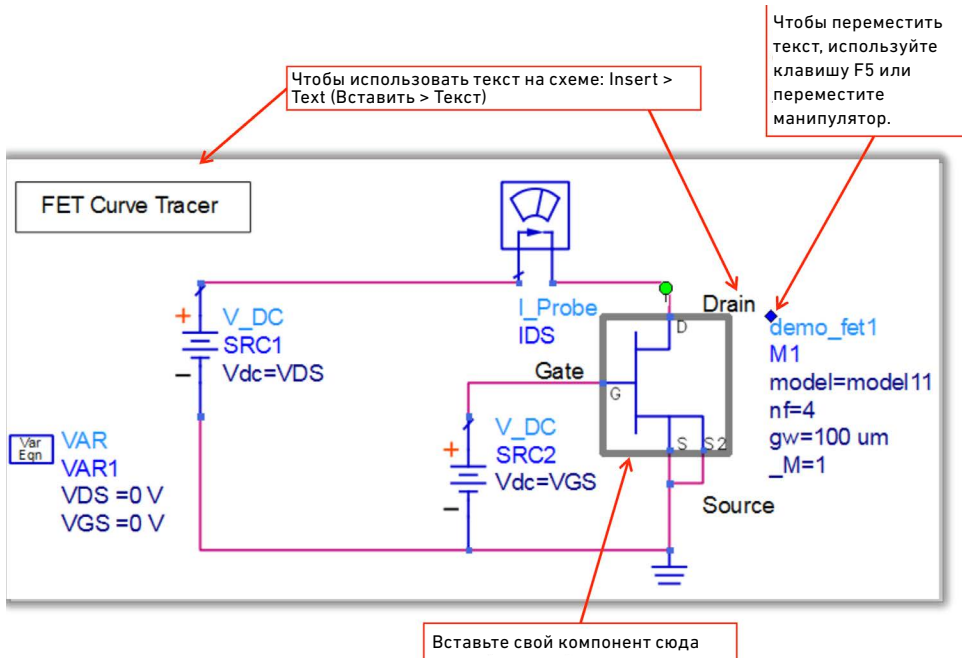 Чтобы переместить
текст, используйте
клавишу F5 или
переместите
манипулятор.
Чтобы использовать текст на схеме: Insert >
Text (Вставить > Текст)
FET Curve Tracer
I_Probe
IDS
Drain
D
demo_fet1
M1
model=model11
nf=4
gw=100 um
_M=1
+
V_DC
SRC1
Vdc=VDS
−
Gate
G
S
S2
+
V_DC
SRC2
Vdc=VGS
−
Source
Var
Eqn
VAR
VAR1
VDS =0 V
VGS =0 V
Вставьте свой компонент сюда